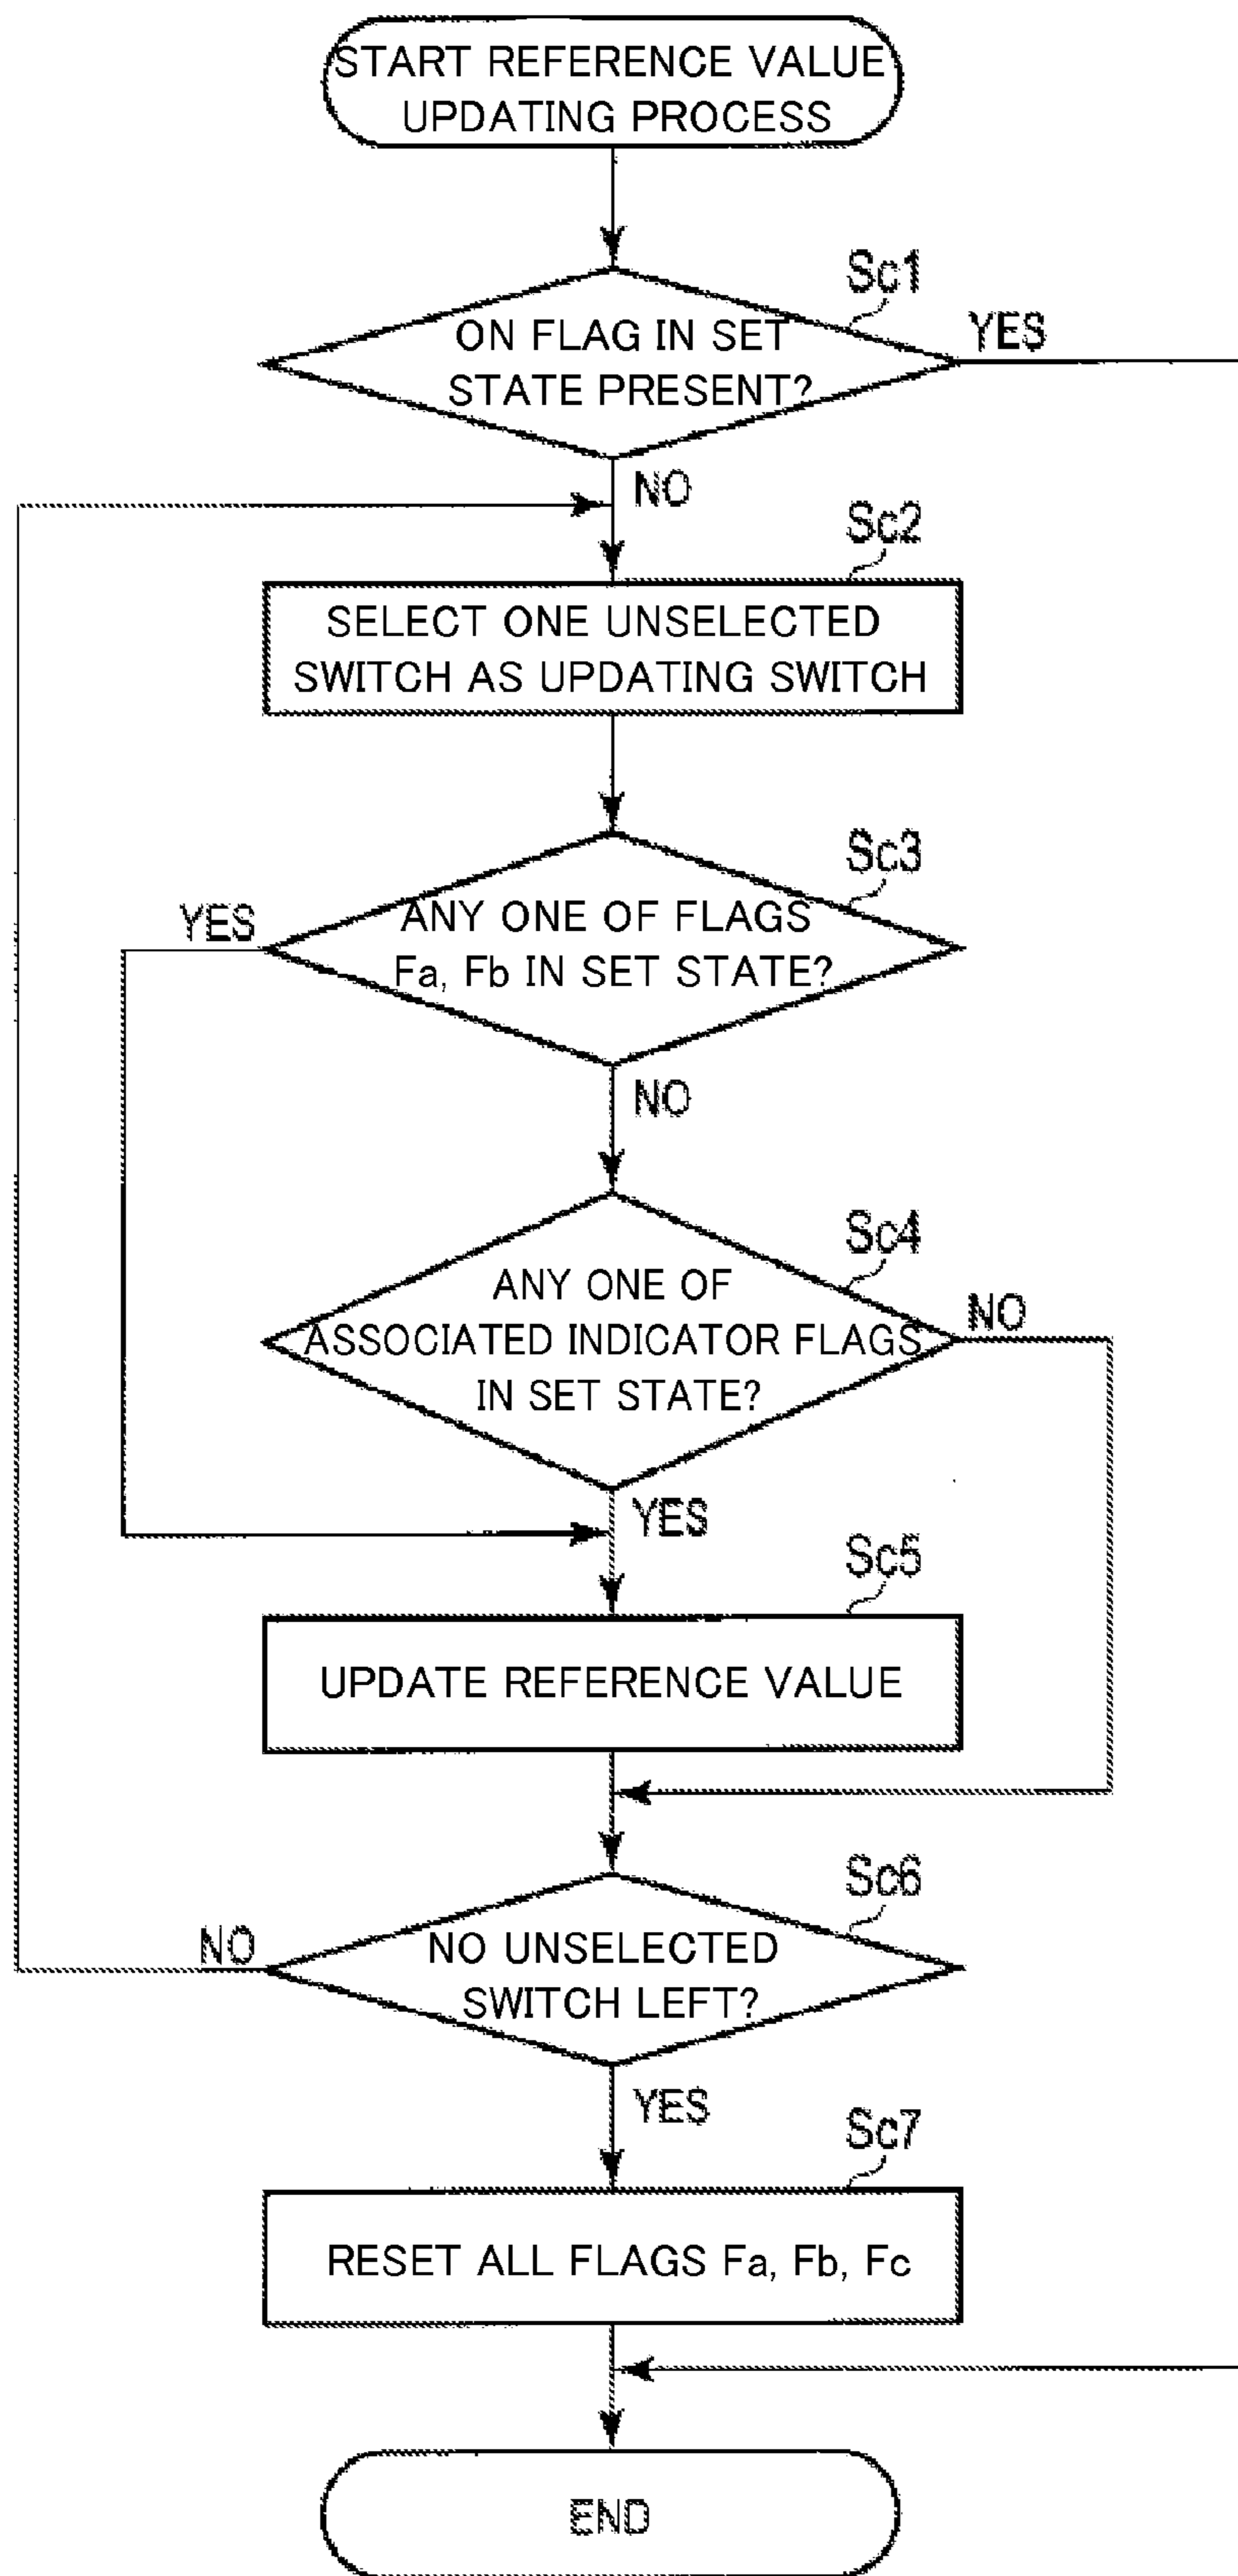 START REFERENCE VALUE
UPDATING PROCESS
Sc1
ON FLAG IN SET
STATE PRESENT?
YES
NO
Sc2
SELECT ONE UNSELECTED
SWITCH AS UPDATING SWITCH
Sc3
YES
ANY ONE OF FLAGS
Fa, Fb IN SET STATE?
NO
Sc4
ANY ONE OF
ASSOCIATED INDICATOR FLAGS
IN SET STATE?
NO
YES
Sc5
UPDATE REFERENCE VALUE
Sc6
NO
NO UNSELECTED
SWITCH LEFT?
YES
Sc7
RESET ALL FLAGS Fa, Fb, Fc
END